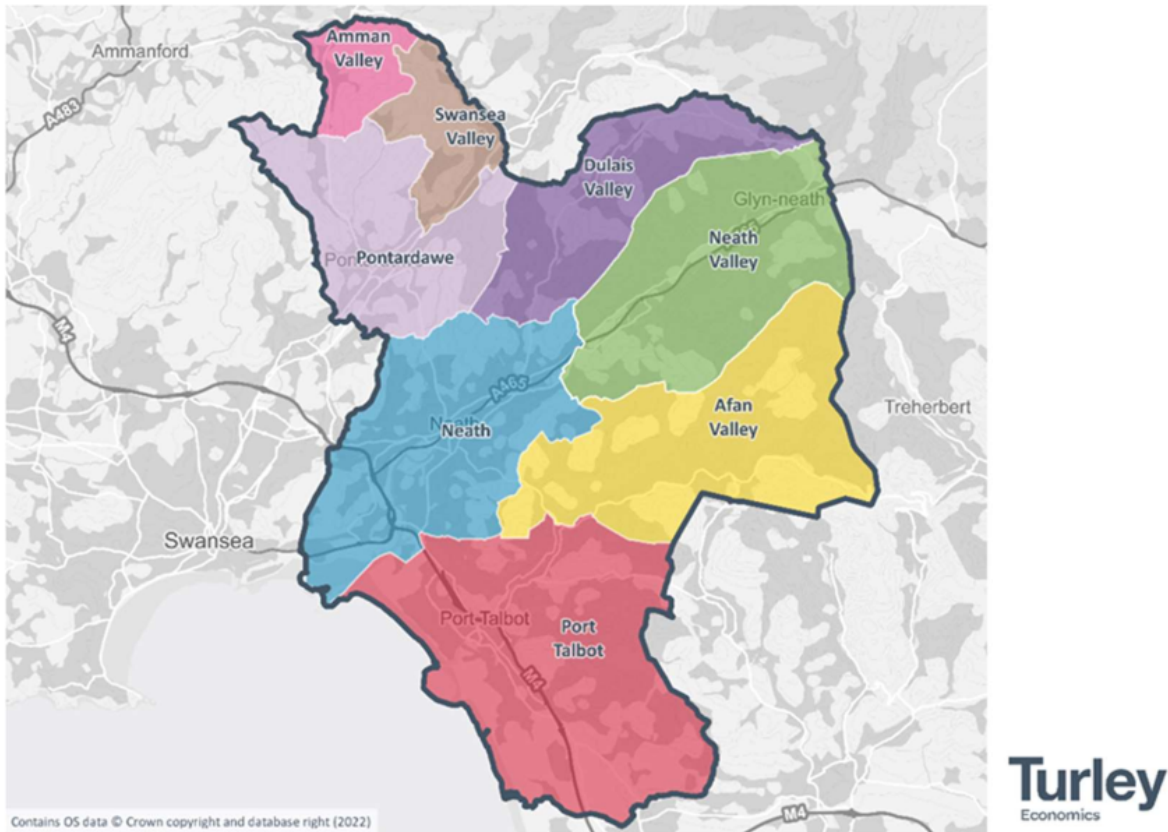 Amman
Valley
Ammanford
A483
Swansea
Valley
Dulais
Valley
Glyn-neath
Neath
Valley
Pontardawe
M4
A465
Neath
Afan
Valley
Treherbert
Swansea
Port Talbot
Port
Talbot
M4
M4
Turley
Economics
Contains OS data © Crown copyright and database right (2022)